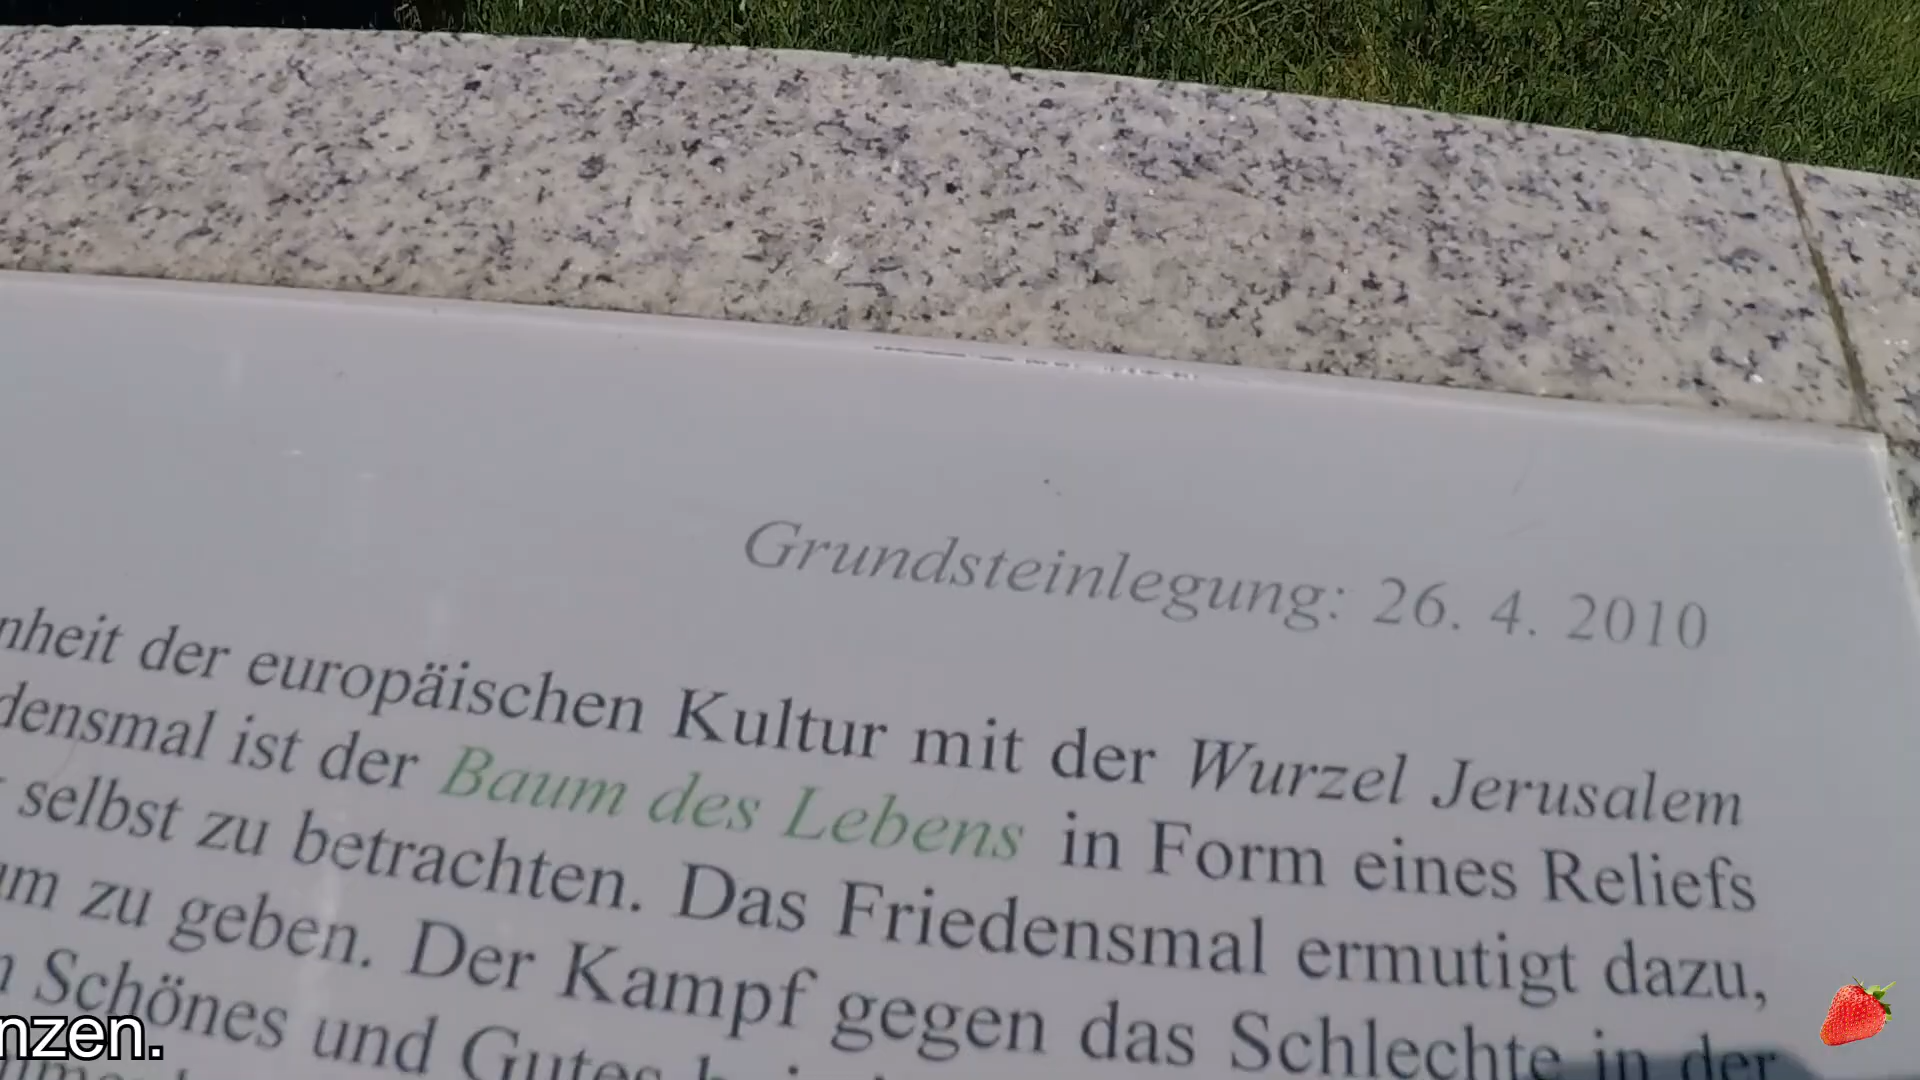 Grundsteinlegung: 26. 4. 2010
nheit der europäischen Kultur mit der Wurzel Jerusalem
densmal ist der Baum des Lebens in Form eines Reliefs
selbst zu betrachten. Das Friedensmal ermutigt dazu,
um zu geben. Der Kampf gegen das Schlechte in der
Schönes und Gutes
nzen.